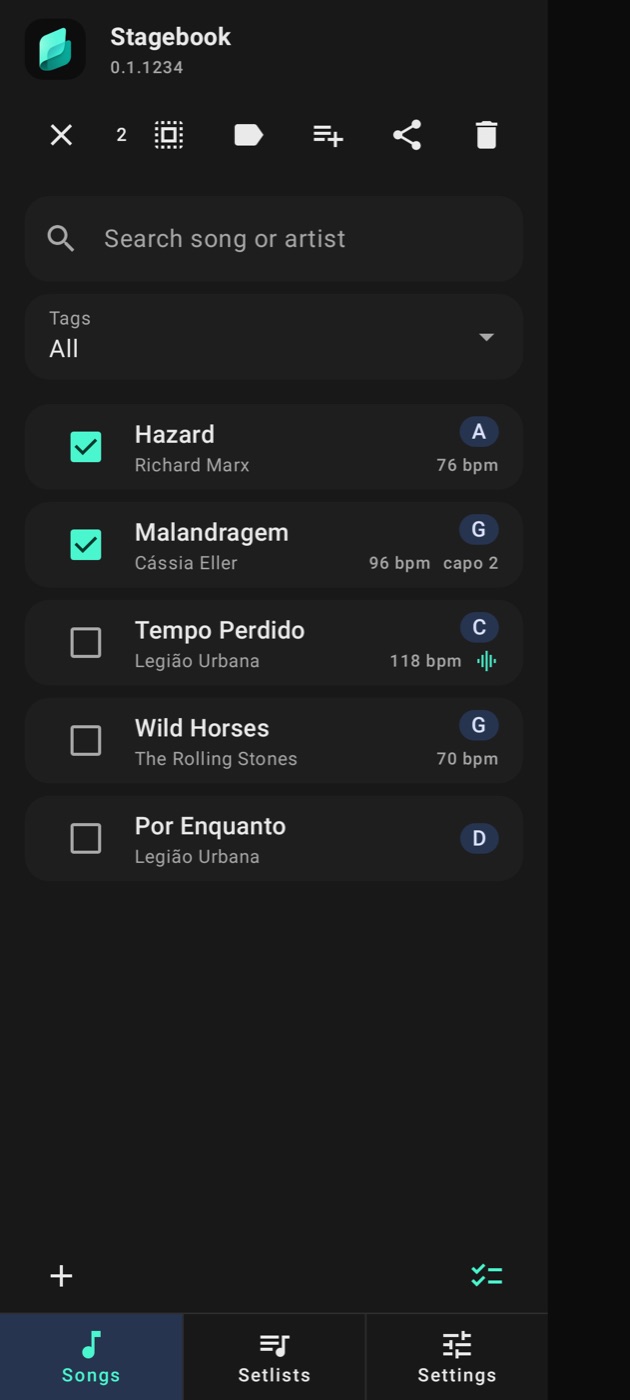 Stagebook
0.1.1234
2
Search song or artist
Tags
All
Hazard
A
Richard Marx
76 bpm
Malandragem
G
Cássia Eller
96 bpm capo 2
Tempo Perdido
C
Legião Urbana
118 bpm
Wild Horses
G
The Rolling Stones
70 bpm
Por Enquanto
D
Legião Urbana
Songs
Setlists
Settings